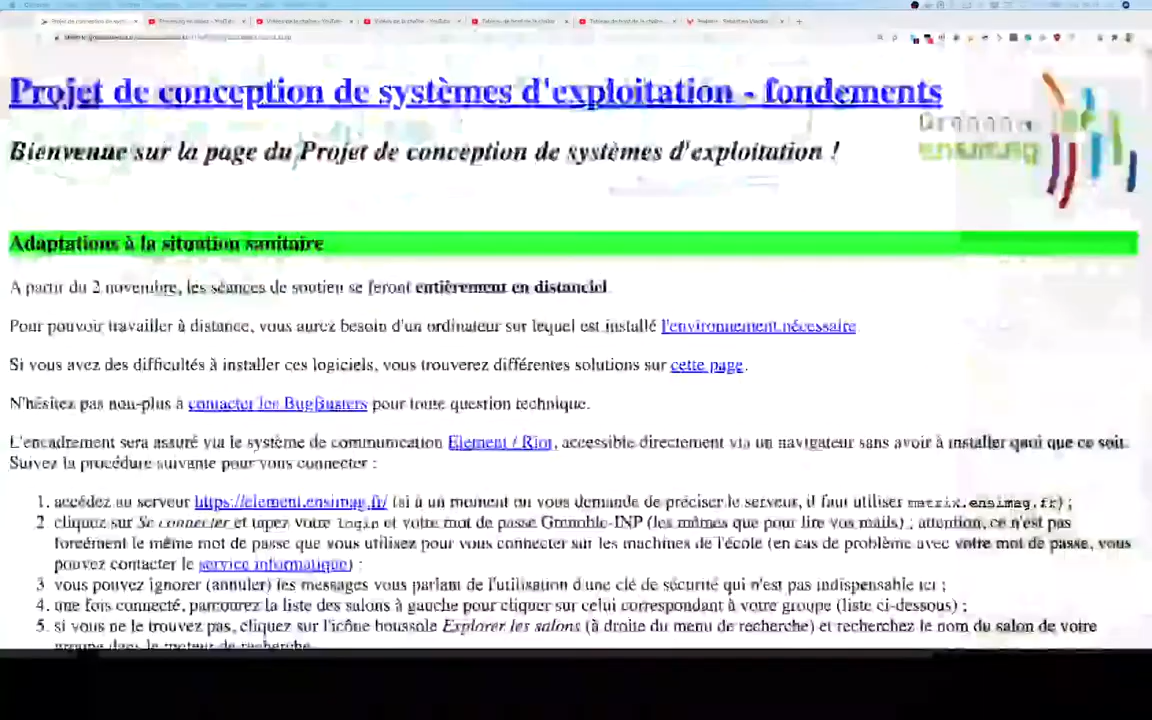 Projet de conception de systèmes d'exploitation - fondements
Grenoble
ensimag
Bienvenue sur la page du Projet de conception de systèmes d'exploitation !
Adaptations à la situation sanitaire
A partir du 2 novembre, les séances de soutien se feront entièrement en distanciel.
Pour pouvoir travailler à distance, vous aurez besoin d'un ordinateur sur lequel est installé l'environnement nécessaire
Si vous avez des difficultés à installer ces logiciels, vous trouverez différentes solutions sur cette page.
N'hésitez pas non-plus à contacter les BugBusters pour toute question technique.
L'encadrement sera assuré via le système de communication Element / Riot, accessible directement via un navigateur sans avoir à installer quoi que ce soit.
Suivez la procédure suivante pour vous connecter :
1. accédez au serveur https://element.ensimag.fr/ (si à un moment on vous demande de préciser le serveur, il faut utiliser matrix.ensimag.fr) ;
2. cliquez sur Se connecter et tapez votre login et votre mot de passe Grenoble-INP (les mêmes que pour lire vos mails) ; attention, ce n'est pas
forcément le même mot de passe que vous utilisez pour vous connecter sur les machines de l'école (en cas de problème avec votre mot de passe, vous
pouvez contacter le service informatique) ;
3. vous pouvez ignorer (annuler) les messages vous parlant de l'utilisation d'une clé de sécurité qui n'est pas indispensable ici ;
4. une fois connecté, parcourez la liste des salons à gauche pour cliquer sur celui correspondant à votre groupe (liste ci-dessous) ;
5. si vous ne le trouvez pas, cliquez sur l'icône boussole Explorer les salons (à droite du menu de recherche) et recherchez le nom du salon de votre
groupe dans le moteur de recherche